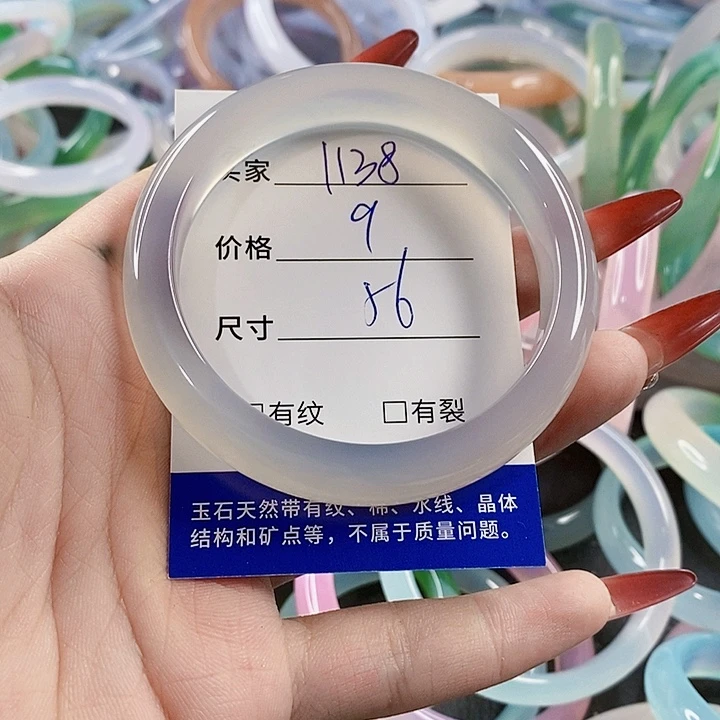 卖家 1138
价格 9
尺寸 56
□有纹 □有裂
玉石天然带有纹、棉、水线、晶体
结构和矿点等，不属于质量问题。